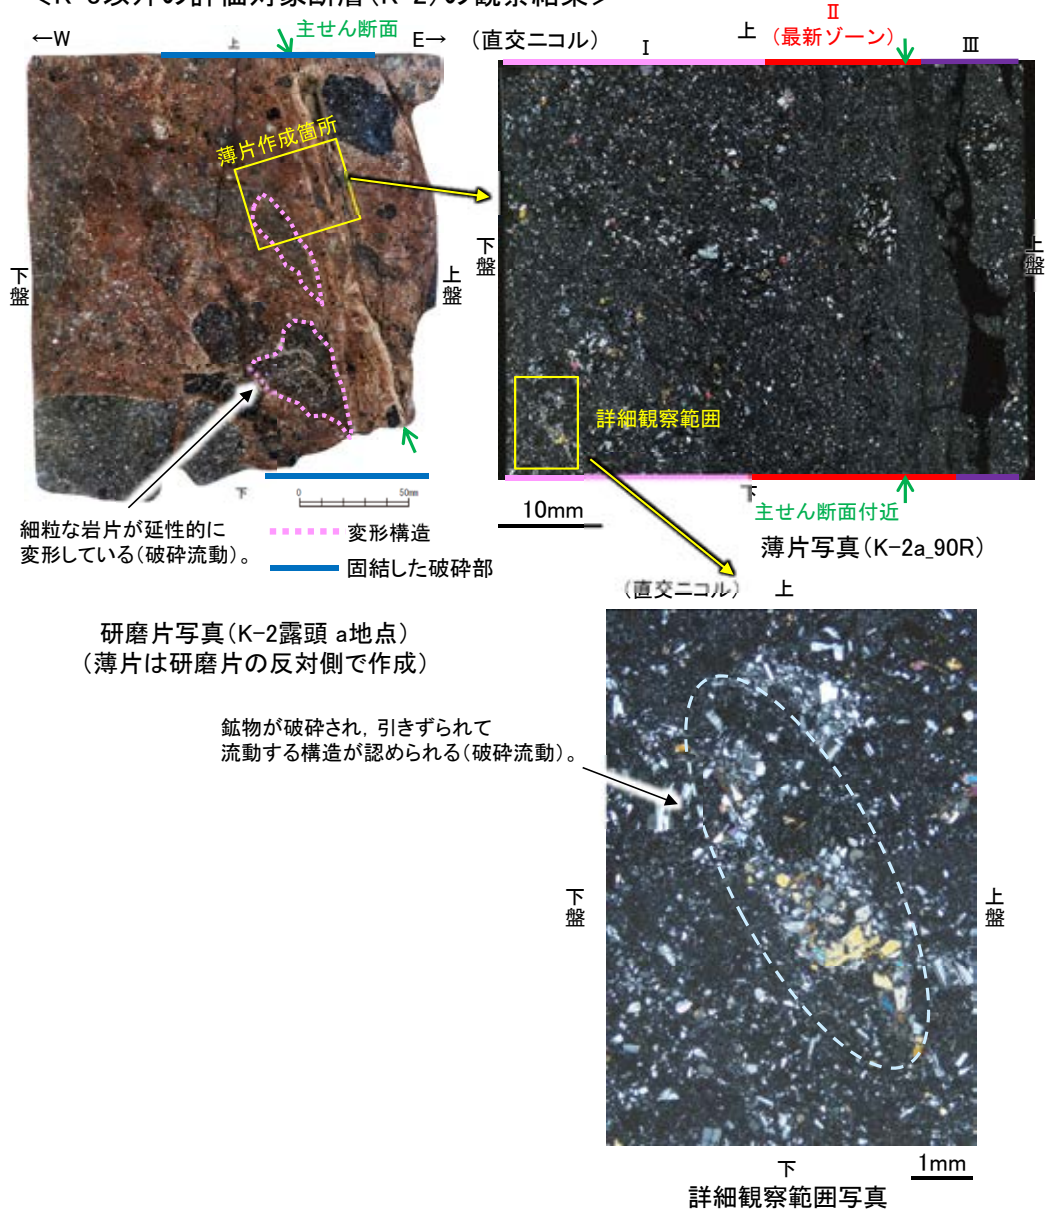 <K-3以外の評価対象断層(K-2)の観察結果>
←W
上
主せん断面
E→
薄片作成箇所
下盤
上盤
細粒な岩片が延性的に
変形している(破砕流動)。
下
0 50mm
変形構造
固結した破砕部
研磨片写真(K-2露頭 a地点)
(薄片は研磨片の反対側で作成)
(直交ニコル)
上
Ⅰ
Ⅱ
(最新ゾーン)
Ⅲ
下盤
上盤
詳細観察範囲
10mm
下
主せん断面付近
薄片写真(K-2a_90R)
(直交ニコル)
上
鉱物が破砕され,引きずられて
流動する構造が認められる(破砕流動)。
下盤
上盤
下
1mm
詳細観察範囲写真